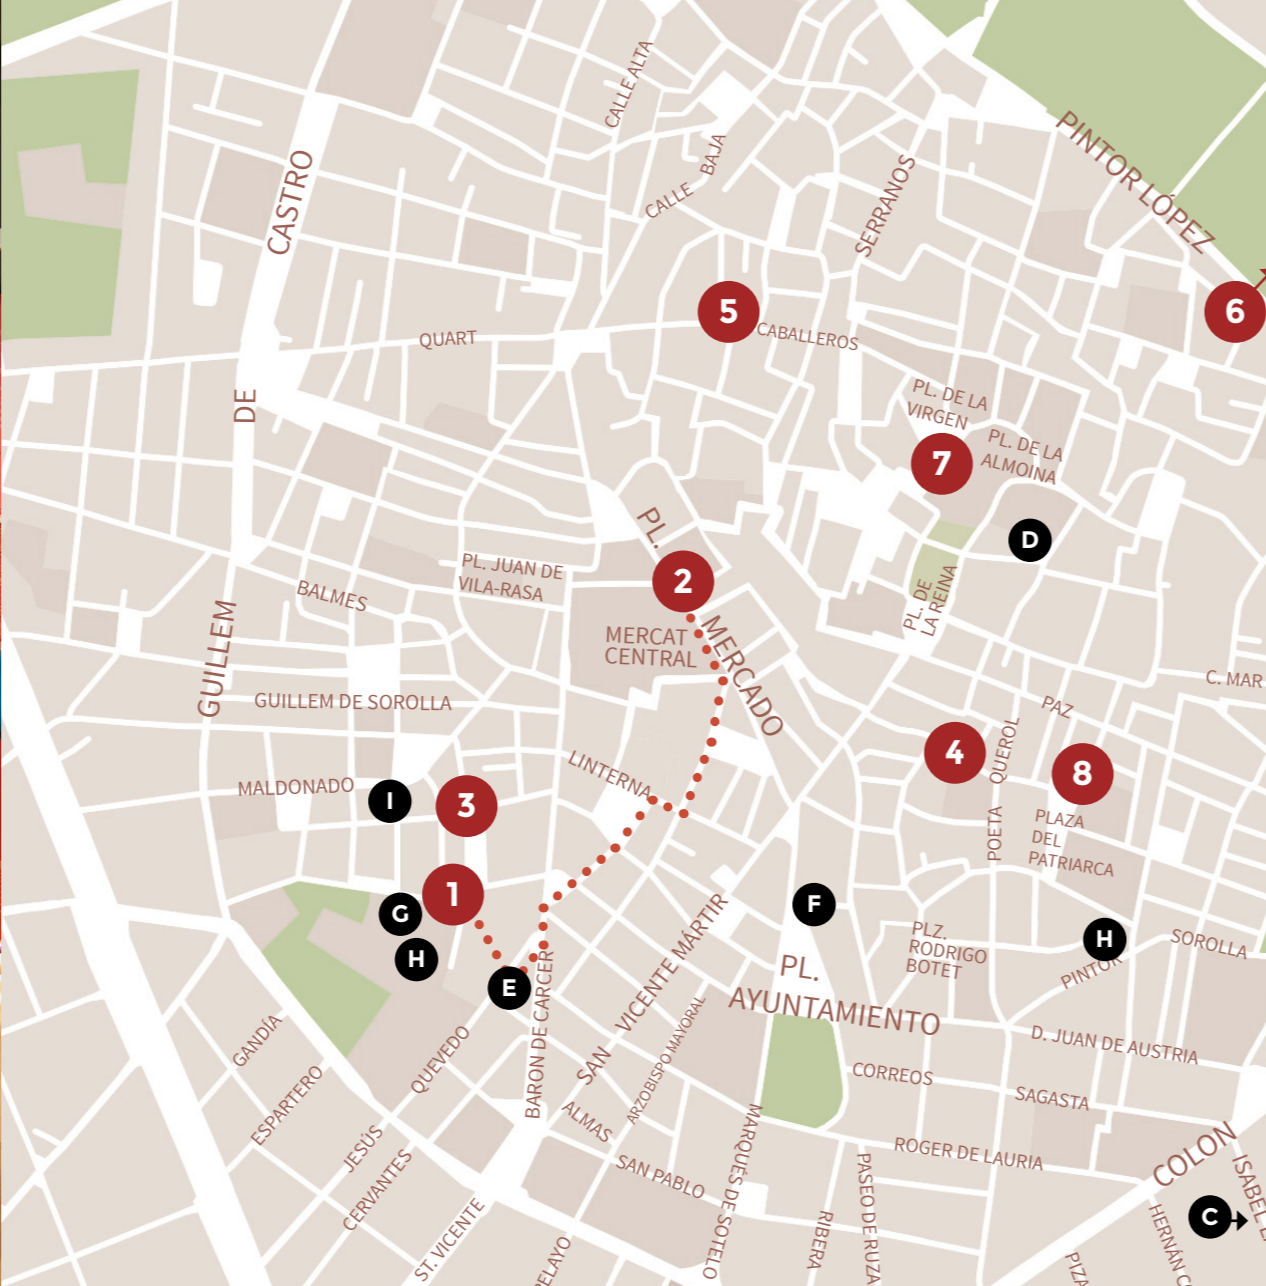 CALLE ALTA
BAJA
CALLE
PINTOR LÓPEZ
CASTRO
SERRANOS
5
6
QUART
CABALLEROS
DE
PL. DE LA
VIRGEN
PL. DE LA
ALMOINA
7
PL.
D
PL. JUAN DE
VILA-RASA
2
BALMES
PL. DE
LA REINA
GUILLEM
MERCAT
CENTRAL
MERCADO
C. MAR
GUILLEM DE SOROLLA
PAZ
QUEROL
4
8
LINTERNA
MALDONADO
I
3
POETA
PLAZA
DEL
PATRIARCA
1
G
F
H
H
E
SOROLLA
PINTOR
PLZ.
RODRIGO
BOTET
PL.
AYUNTAMIENTO
BARON DE CARCER
SAN VICENTE MÁRTIR
ARZOBISPO MAYORAL
GANDÍA
QUEVEDO
D. JUAN DE AUSTRIA
CORREOS
SAGASTA
ESPARTERO
ALMAS
JESÚS
CERVANTES
SAN PABLO
MARQUÉS DE SOTELO
ROGER DE LAURIA
COLON
PASEO DE RUZA
RIBERA
ST. VICENTE
PELAYO
C
ISABEL L
HERNÁN C
PIZA